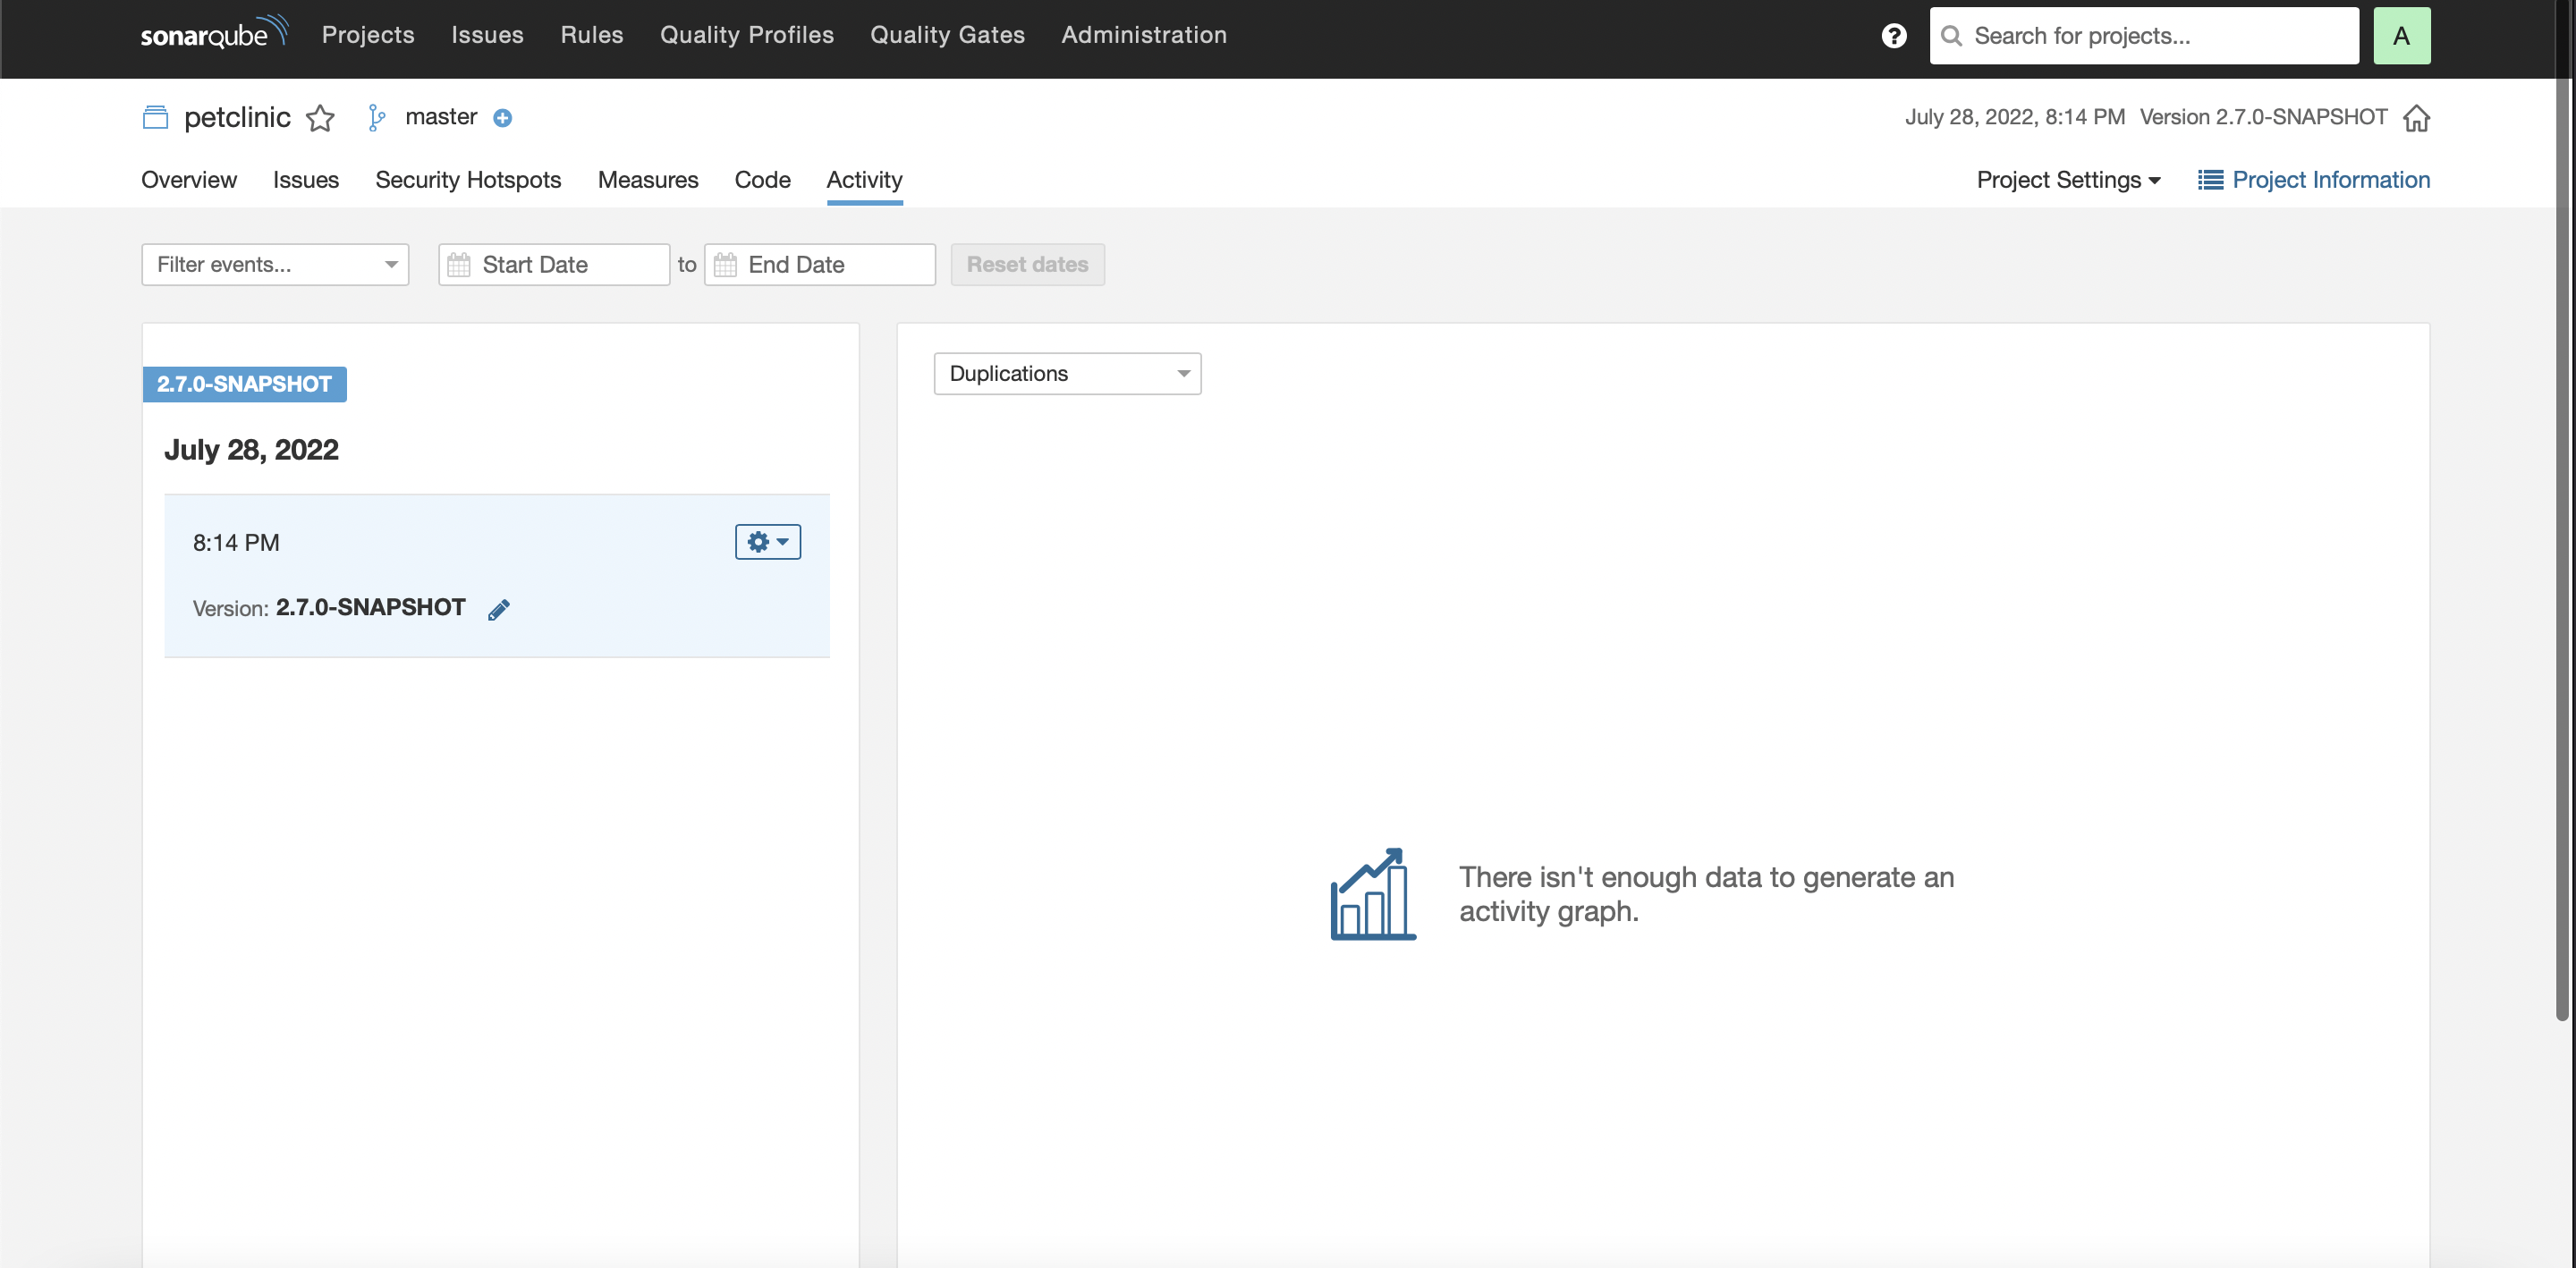 sonarqube Projects Issues Rules Quality Profiles Quality Gates Administration ? Search for projects... A
petclinic master July 28, 2022, 8:14 PM Version 2.7.0-SNAPSHOT
Overview Issues Security Hotspots Measures Code Activity Project Settings Project Information
Filter events... Start Date to End Date Reset dates
2.7.0-SNAPSHOT
July 28, 2022
8:14 PM
Version: 2.7.0-SNAPSHOT
Duplications
There isn't enough data to generate an
activity graph.